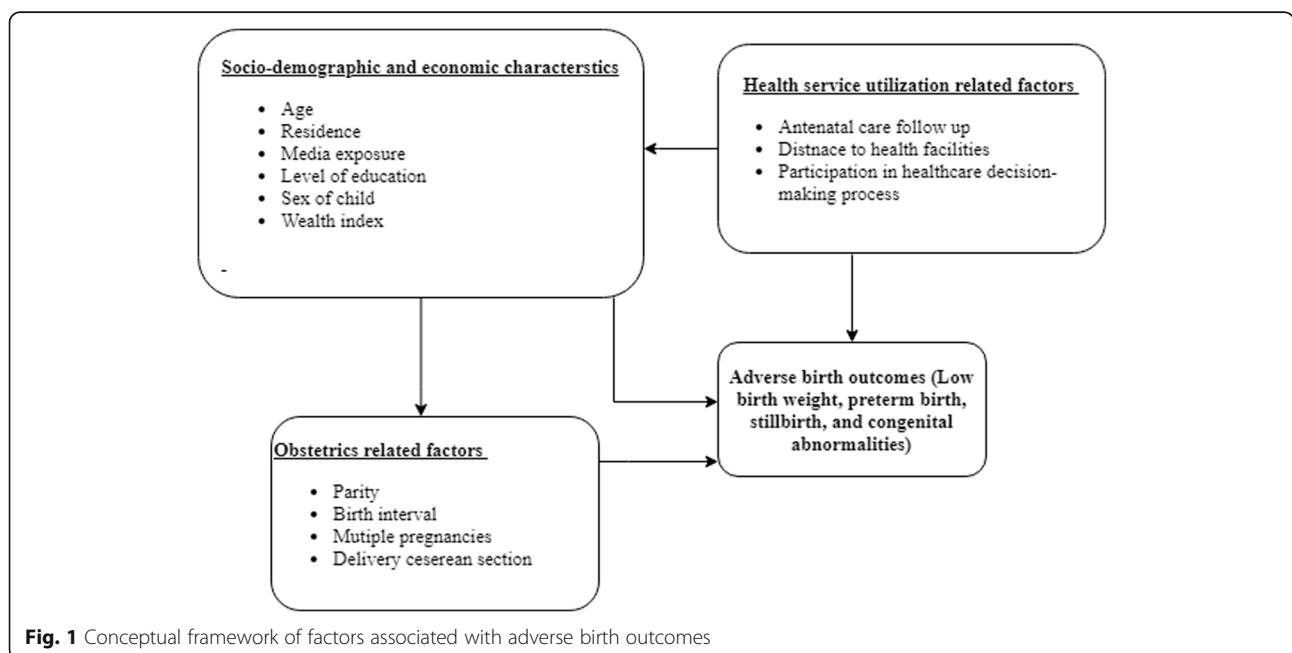 Socio-demographic and economic characterstics
• Age
• Residence
• Media exposure
• Level of education
• Sex of child
• Wealth index
-
Health service utilization related factors
• Antenatal care follow up
• Distnace to health facilities
• Participation in healthcare decision-
making process
Adverse birth outcomes (Low
birth weight, preterm birth,
stillbirth, and congenital
abnormalities)
Obstetrics related factors
• Parity
• Birth interval
• Mutiple pregnancies
• Delivery ceserean section
Fig. 1 Conceptual framework of factors associated with adverse birth outcomes